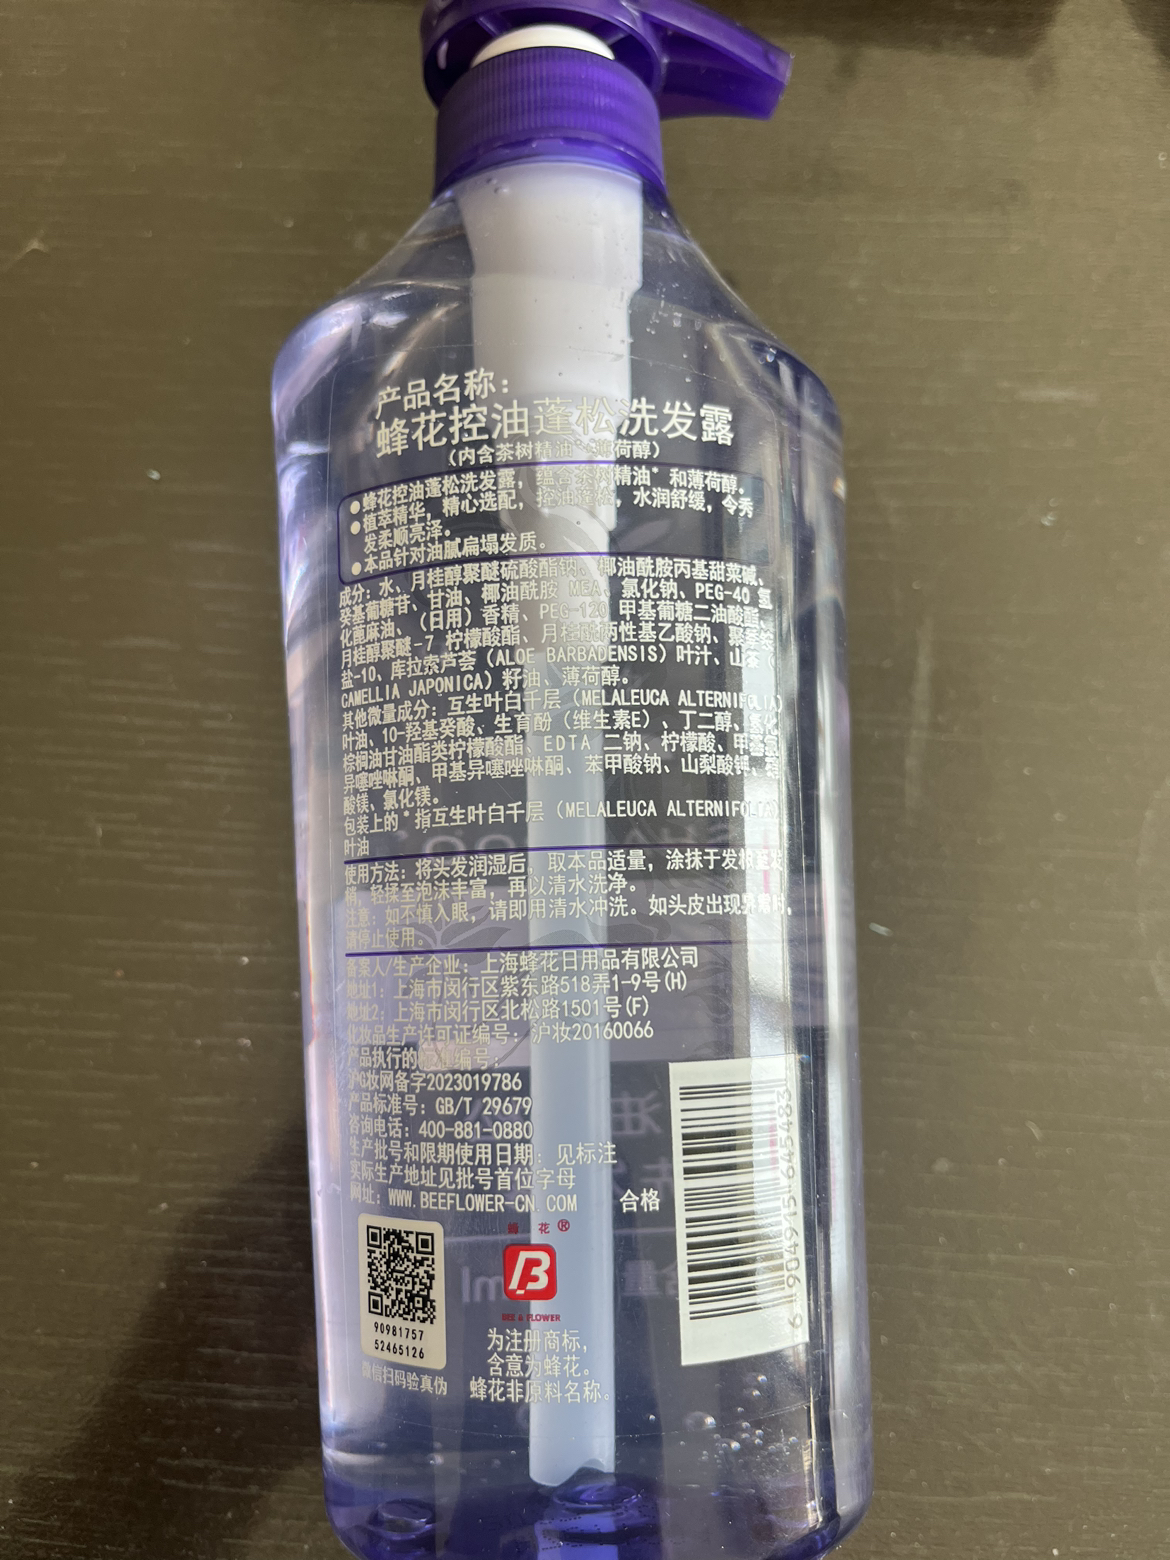 产品名称：
蜂花控油蓬松洗发露
（内含茶树精油、薄荷醇）
●蜂花控油蓬松洗发露，蕴含茶树精油* 和薄荷醇。
●植萃精华，精心选配，控油蓬松，水润舒缓，令秀
发柔顺亮泽。
●本品针对油腻扁塌发质。
成分：水、月桂醇聚醚硫酸酯钠、椰油酰胺丙基甜菜碱、
癸基葡糖苷、甘油、椰油酰胺 MEA、氯化钠、PEG-40 氢
化蓖麻油、（日用）香精、PEG-120 甲基葡糖二油酸酯、
月桂醇聚醚-7 柠檬酸酯、月桂酰两性基乙酸钠、聚季铵
盐-10、库拉索芦荟（ALOE BARBADENSIS）叶汁、山茶（
CAMELLIA JAPONICA）籽油、薄荷醇。
其他微量成分：互生叶白千层（MELALEUCA ALTERNIFOLIA）
叶油、10-羟基癸酸、生育酚（维生素E）、丁二醇、氢化
棕榈油甘油酯类柠檬酸酯、EDTA 二钠、柠檬酸、甲基氯
异噻唑啉酮、甲基异噻唑啉酮、苯甲酸钠、山梨酸钾、硝
酸镁、氯化镁。
包装上的*指互生叶白千层（MELALEUCA ALTERNIFOLIA）
叶油
使用方法：将头发润湿后，取本品适量，涂抹于发根至发
梢，轻揉至泡沫丰富，再以清水洗净。
注意：如不慎入眼，请即用清水冲洗。如头皮出现异常时，
请停止使用。
备案人/生产企业：上海蜂花日用品有限公司
地址1：上海市闵行区紫东路518弄1-9号(H)
地址2：上海市闵行区北松路1501号(F)
化妆品生产许可证编号：沪妆20160066
产品执行的标准编号：
沪G妆网备字2023019786
产品标准号：GB/T 29679
咨询电话：400-881-0880
生产批号和限期使用日期：见标注
实际生产地址见批号首位字母
网址：WWW.BEEFLOWER-CN.COM
合格
6 904915 645483
90981757
52465126
微信扫码验真伪
蜂 花®
B
BEE & FLOWER
为注册商标，
含意为蜂花。
蜂花非原料名称。